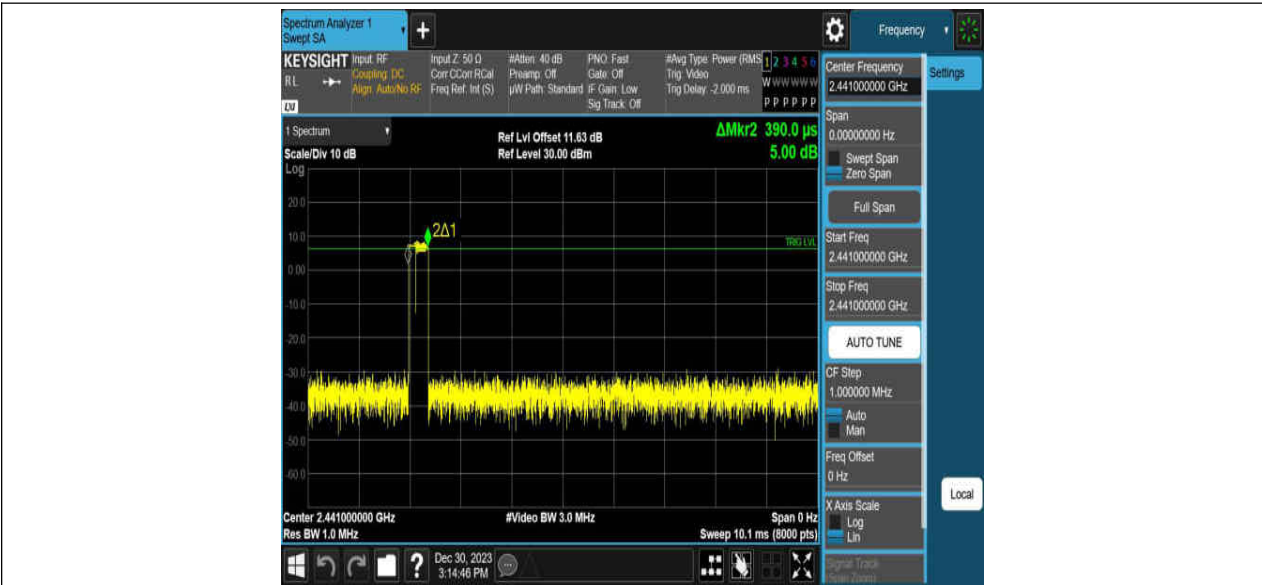 Spectrum Analyzer 1
Swept SA
+
Frequency
KEYSIGHT
RL
LXI
Input: RF
Coupling: DC
Align: Auto/No RF
Input Z: 50 Ω
Corr CCorr RCal
Freq Ref: Int (S)
#Atten: 40 dB
Preamp: Off
µW Path: Standard
PNO: Fast
Gate: Off
IF Gain: Low
Sig Track: Off
#Avg Type: Power (RMS
Trig: Video
Trig Delay: -2.000 ms
1 2 3 4 5 6
W W W W W W
P P P P P P
1 Spectrum
Scale/Div 10 dB
Log
Ref Lvl Offset 11.63 dB
Ref Level 30.00 dBm
ΔMkr2 390.0 µs
5.00 dB
20.0
10.0
0.00
-10.0
-20.0
-30.0
-40.0
-50.0
-60.0
2Δ1
TRIG LVL
Center 2.441000000 GHz
Res BW 1.0 MHz
#Video BW 3.0 MHz
Span 0 Hz
Sweep 10.1 ms (8000 pts)
?
Dec 30, 2023
3:14:46 PM
Center Frequency
2.441000000 GHz
Span
0.00000000 Hz
Swept Span
Zero Span
Full Span
Start Freq
2.441000000 GHz
Stop Freq
2.441000000 GHz
AUTO TUNE
CF Step
1.000000 MHz
Auto
Man
Freq Offset
0 Hz
X Axis Scale
Log
Lin
Signal Track
(Span Zoom)
Settings
Local